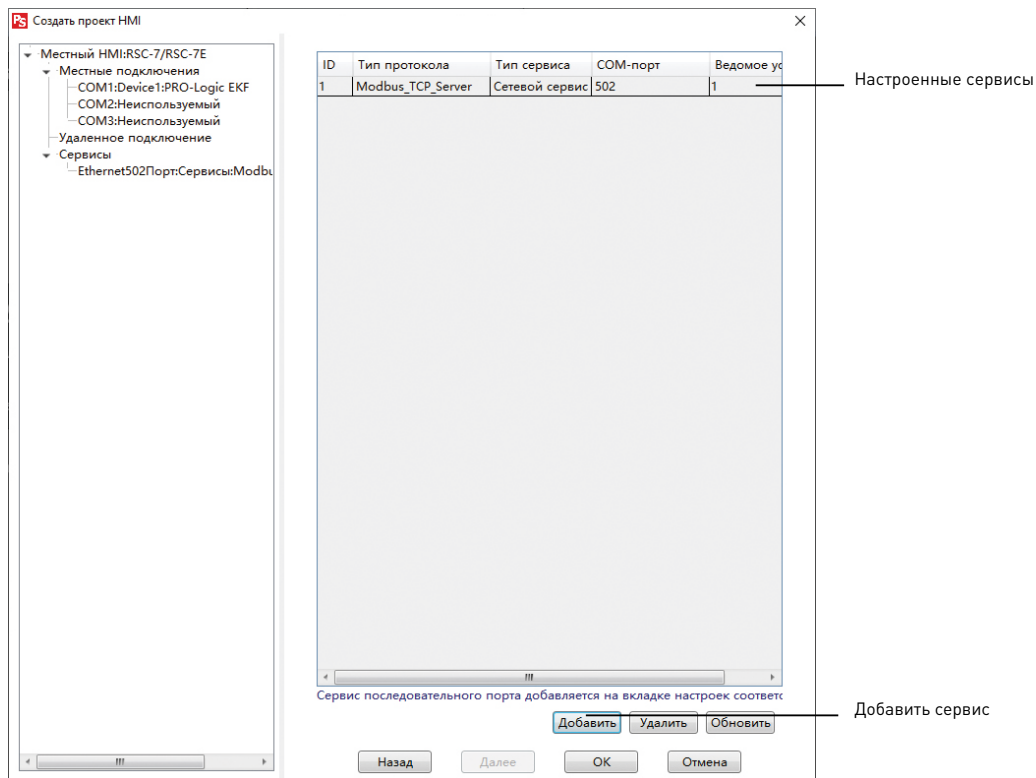 PS Создать проект HMI
Местный HMI:RSC-7/RSC-7E
Местные подключения
COM1:Device1:PRO-Logic EKF
COM2:Неиспользуемый
COM3:Неиспользуемый
Удаленное подключение
Сервисы
Ethernet502Порт:Сервисы:Modbu
ID Тип протокола Тип сервиса COM-порт Ведомое ус
1 Modbus_TCP_Server Сетевой сервис 502 1
Настроенные сервисы
Сервис последовательного порта добавляется на вкладке настроек соответс
Добавить Удалить Обновить
Добавить сервис
Назад Далее OK Отмена